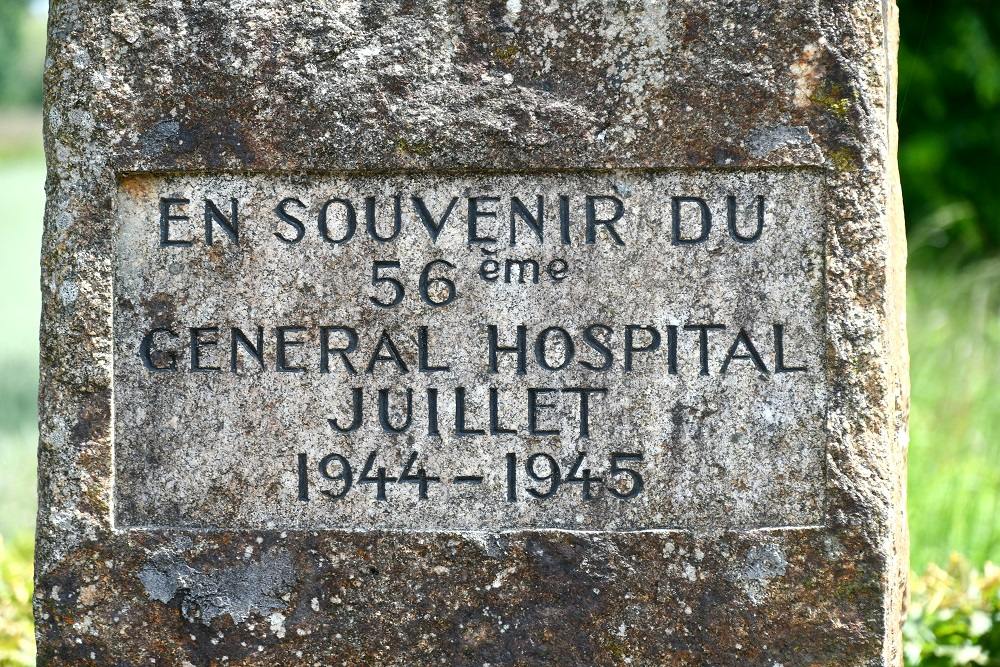 EN SOUVENIR DU
56ème
GENERAL HOSPITAL
JUILLET
1944 - 1945